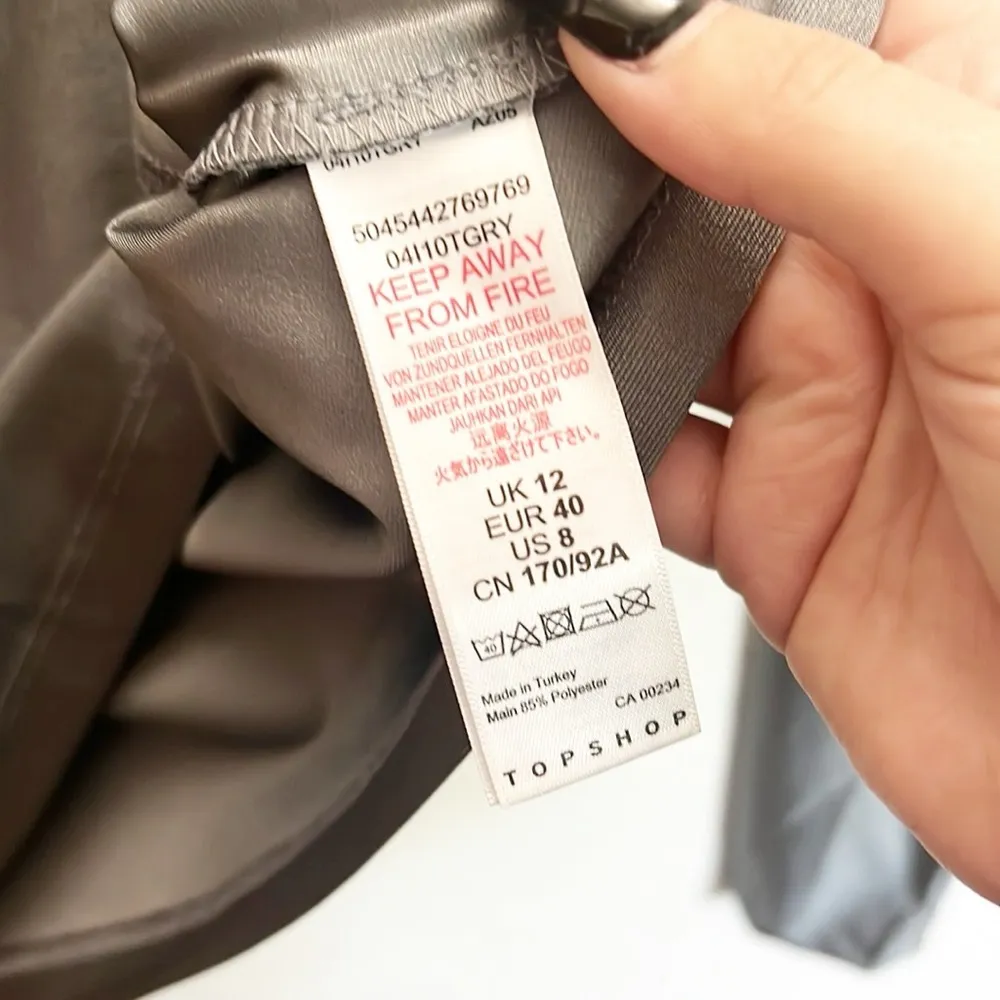 AZ05
04I10TGRY
5045442769769
04I10TGRY
KEEP AWAY
FROM FIRE
TENIR ELOIGNE DU FEU
VON ZUNDQUELLEN FERNHALTEN
MANTENER ALEJADO DEL FEUGO
MANTER AFASTADO DO FOGO
JAUHKAN DARI API
远离火源
火気から遠ざけて下さい。
UK 12
EUR 40
US 8
CN 170/92A
40
Made in Turkey
Main 85% Polyester
CA 00234
TOPSHOP